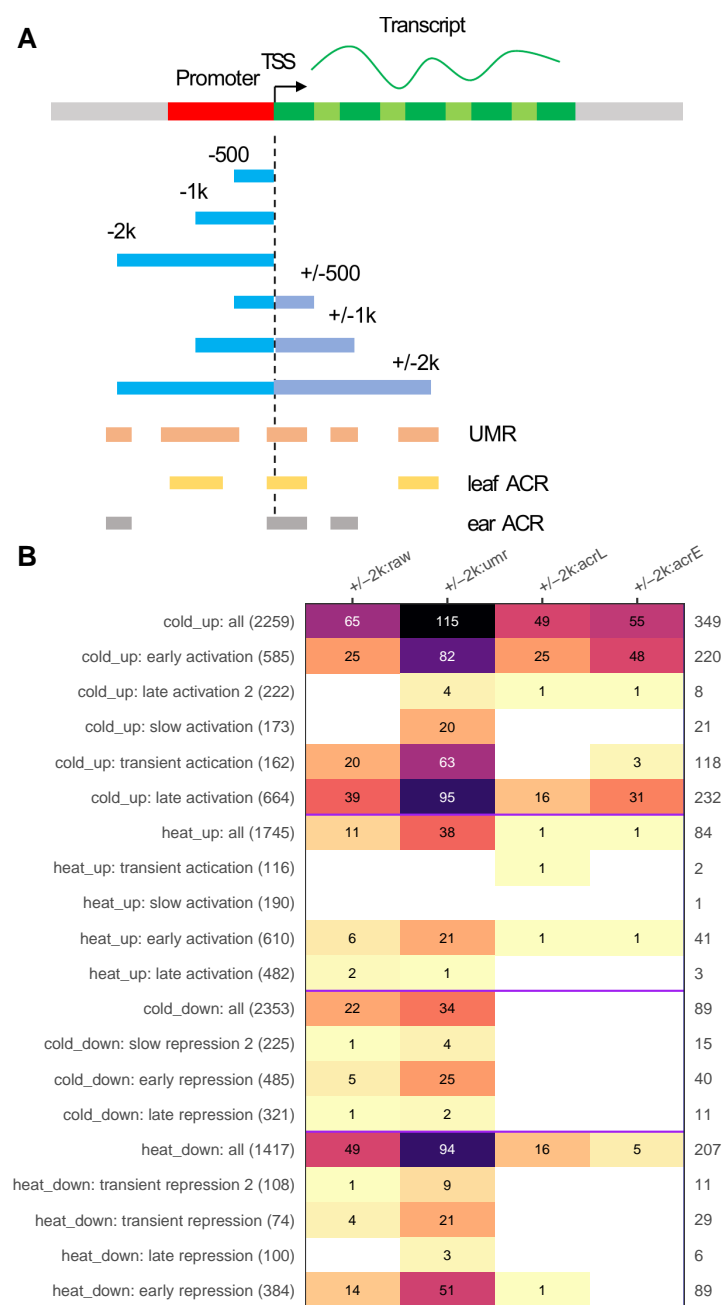 A
Transcript
TSS
Promoter
-500
-1k
-2k
+/-500
+/-1k
+/-2k
UMR
leaf ACR
ear ACR
B
+/−2k:raw +/−2k:umr +/−2k:acrL +/−2k:acrE
cold_up: all (2259) 65 115 49 55 349
cold_up: early activation (585) 25 82 25 48 220
cold_up: late activation 2 (222) 4 1 1 8
cold_up: slow activation (173) 20 21
cold_up: transient actication (162) 20 63 3 118
cold_up: late activation (664) 39 95 16 31 232
heat_up: all (1745) 11 38 1 1 84
heat_up: transient actication (116) 1 2
heat_up: slow activation (190) 1
heat_up: early activation (610) 6 21 1 1 41
heat_up: late activation (482) 2 1 3
cold_down: all (2353) 22 34 89
cold_down: slow repression 2 (225) 1 4 15
cold_down: early repression (485) 5 25 40
cold_down: late repression (321) 1 2 11
heat_down: all (1417) 49 94 16 5 207
heat_down: transient repression 2 (108) 1 9 11
heat_down: transient repression (74) 4 21 29
heat_down: late repression (100) 3 6
heat_down: early repression (384) 14 51 1 89